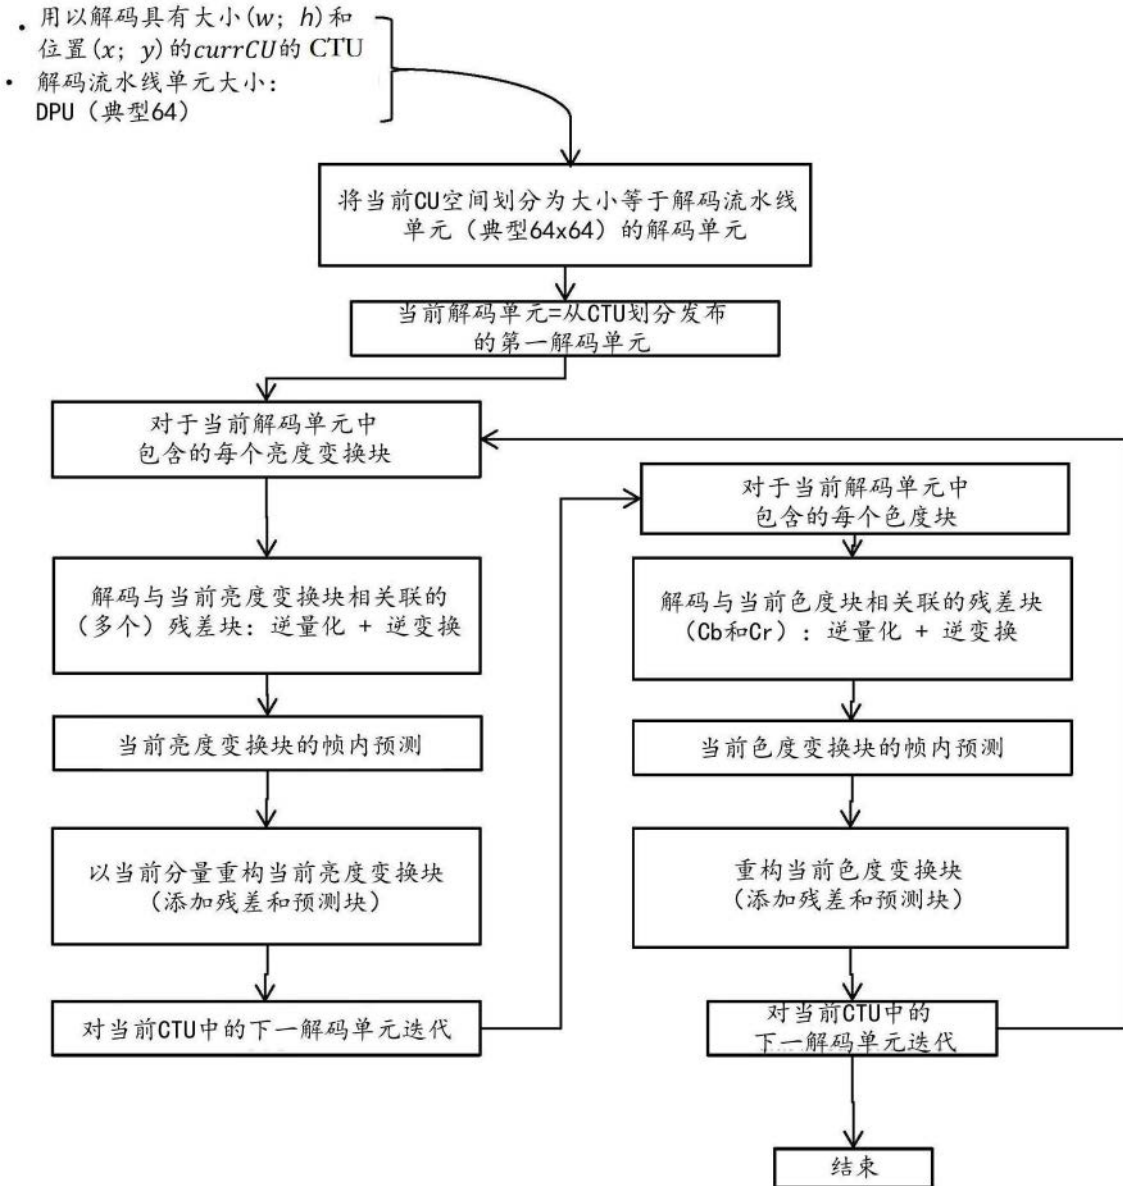 • 用以解码具有大小(w; h)和
位置(x; y)的currCU的 CTU
• 解码流水线单元大小:
DPU（典型64）
将当前CU空间划分为大小等于解码流水线
单元（典型64x64）的解码单元
当前解码单元=从CTU划分发布
的第一解码单元
对于当前解码单元中
包含的每个亮度变换块
解码与当前亮度变换块相关联的
（多个）残差块: 逆量化 + 逆变换
当前亮度变换块的帧内预测
以当前分量重构当前亮度变换块
（添加残差和预测块）
对当前CTU中的下一解码单元迭代
对于当前解码单元中
包含的每个色度块
解码与当前色度块相关联的残差块
（Cb和Cr）: 逆量化 + 逆变换
当前色度变换块的帧内预测
重构当前色度变换块
（添加残差和预测块）
对当前CTU中的
下一解码单元迭代
结束